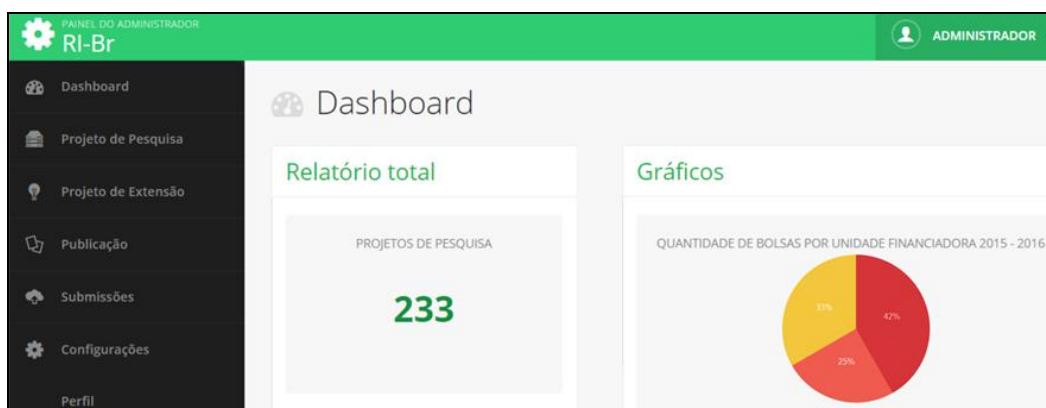 PAINEL DO ADMINISTRADOR
RI-Br
ADMINISTRADOR
Dashboard
Projeto de Pesquisa
Projeto de Extensão
Publicação
Submissões
Configurações
Perfil
Dashboard
Relatório total
PROJETOS DE PESQUISA
233
Gráficos
QUANTIDADE DE BOLSAS POR UNIDADE FINANCIADORA 2015 - 2016
33%
42%
25%